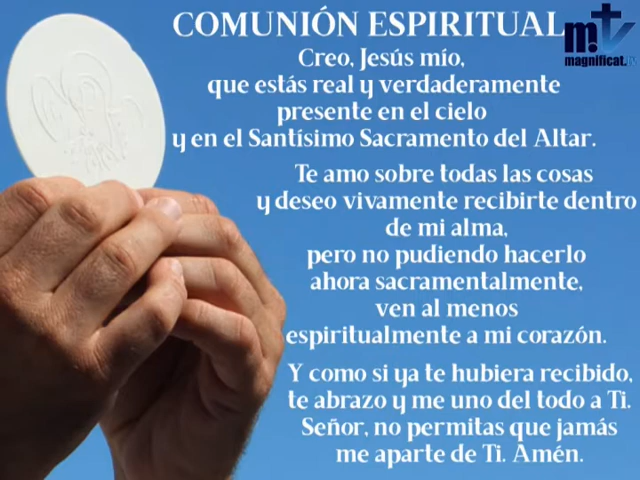 COMUNIÓN ESPIRITUAL
Creo, Jesús mío,
que estás real y verdaderamente
presente en el cielo
y en el Santísimo Sacramento del Altar.
Te amo sobre todas las cosas
y deseo vivamente recibirte dentro
de mi alma,
pero no pudiendo hacerlo
ahora sacramentalmente,
ven al menos
espiritualmente a mi corazón.
Y como si ya te hubiera recibido,
te abrazo y me uno del todo a Ti.
Señor, no permitas que jamás
me aparte de Ti. Amén.
m.tv
magnificat.tv